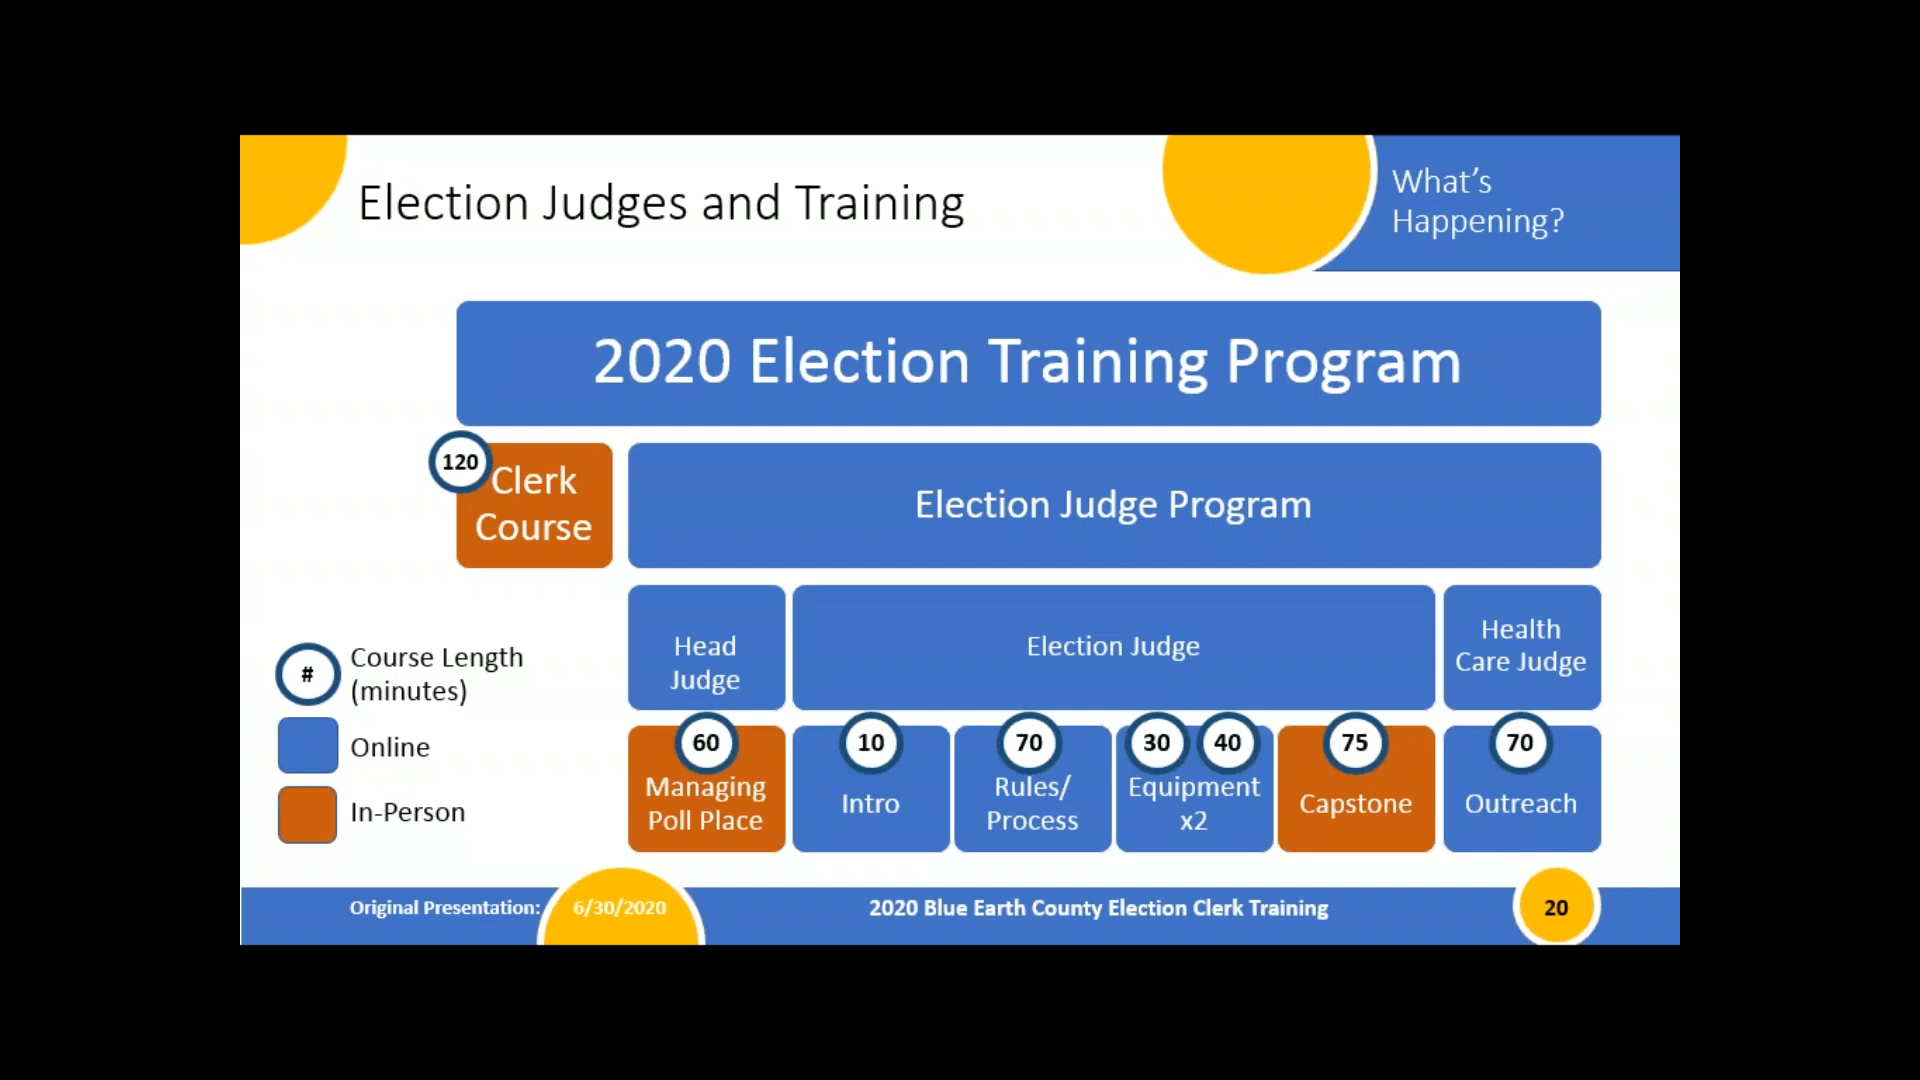 Election Judges and Training
What's
Happening?
2020 Election Training Program
120
Clerk
Course
Election Judge Program
Head
Judge
Election Judge
Health
Care Judge
#
Course Length
(minutes)
Online
In-Person
60
Managing
Poll Place
10
Intro
70
Rules/
Process
30
40
Equipment
x2
75
Capstone
70
Outreach
Original Presentation:
6/30/2020
2020 Blue Earth County Election Clerk Training
20